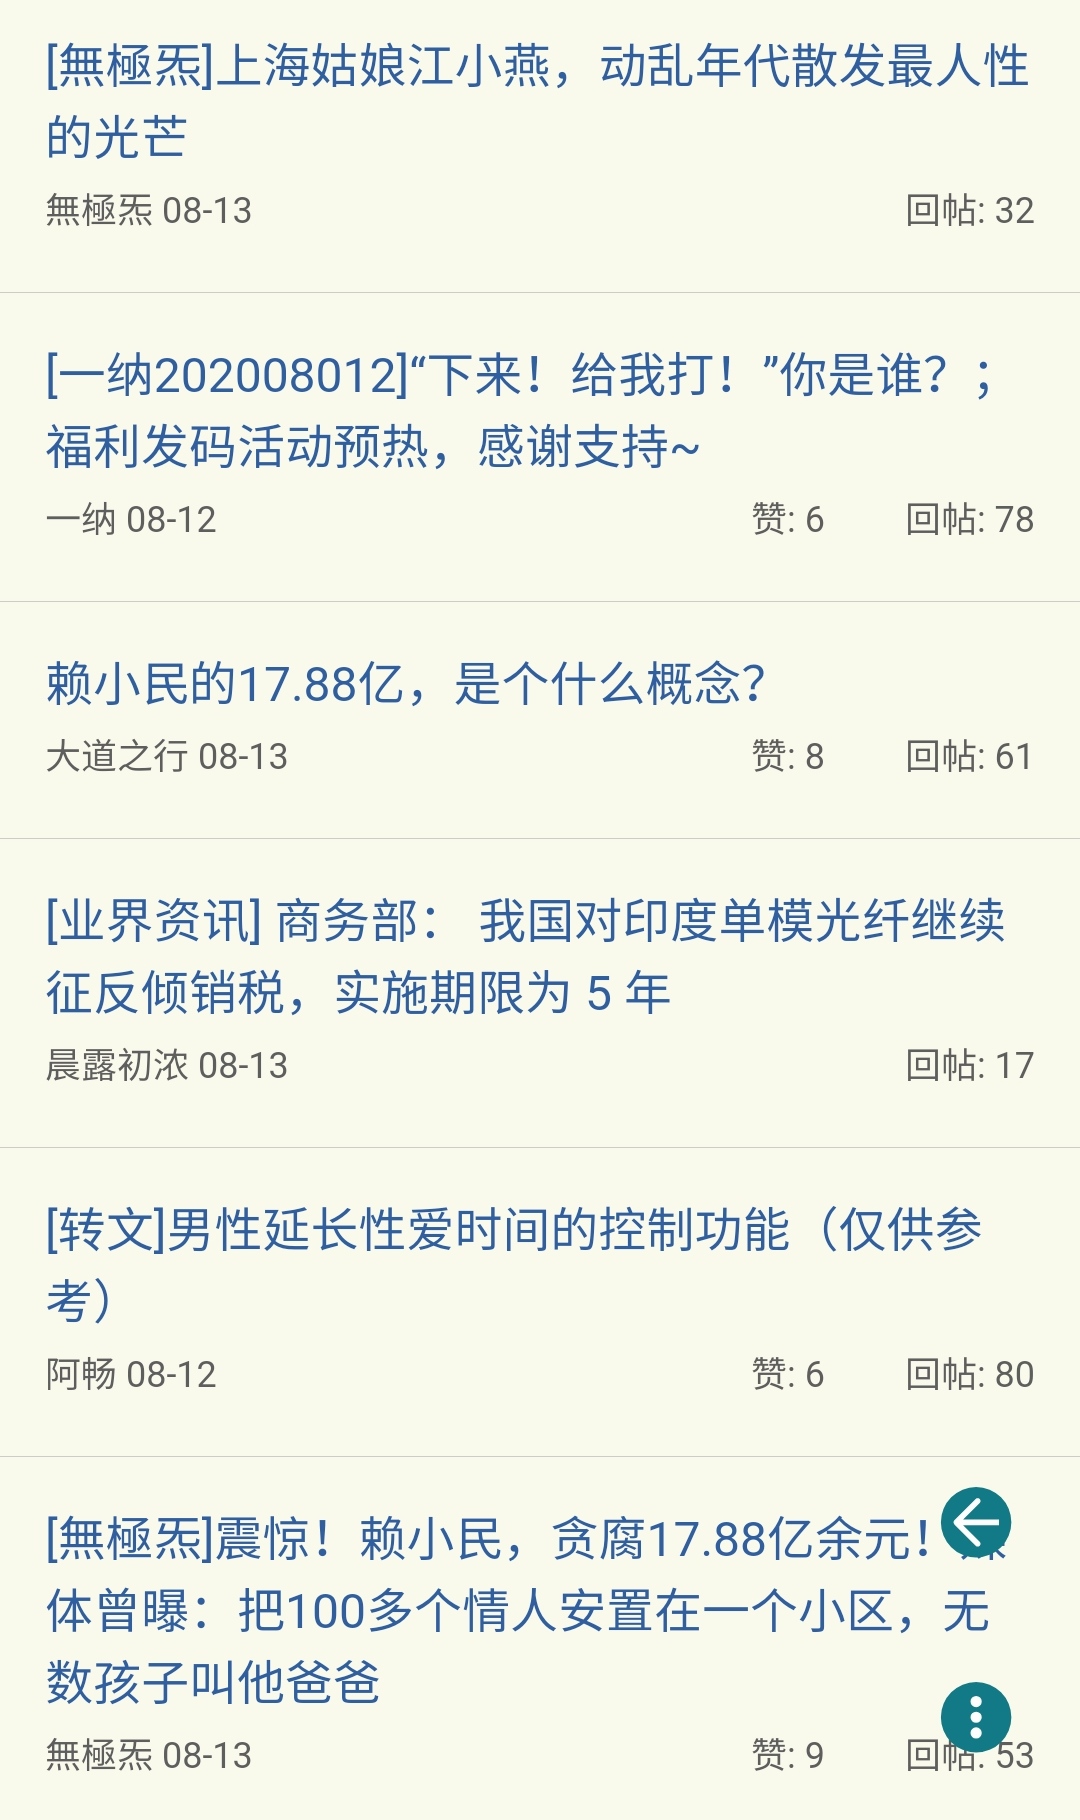 [無極炁]上海姑娘江小燕，动乱年代散发最人性
的光芒
無極炁 08-13 回帖: 32
[一纳202008012]“下来！给我打！”你是谁？；
福利发码活动预热，感谢支持~
一纳 08-12 赞: 6 回帖: 78
赖小民的17.88亿，是个什么概念？
大道之行 08-13 赞: 8 回帖: 61
[业界资讯] 商务部： 我国对印度单模光纤继续
征反倾销税，实施期限为 5 年
晨露初浓 08-13 回帖: 17
[转文]男性延长性爱时间的控制功能（仅供参
考）
阿畅 08-12 赞: 6 回帖: 80
[無極炁]震惊！赖小民，贪腐17.88亿余元！
体曾曝：把100多个情人安置在一个小区，无
数孩子叫他爸爸
無極炁 08-13 赞: 9 回帖: 53